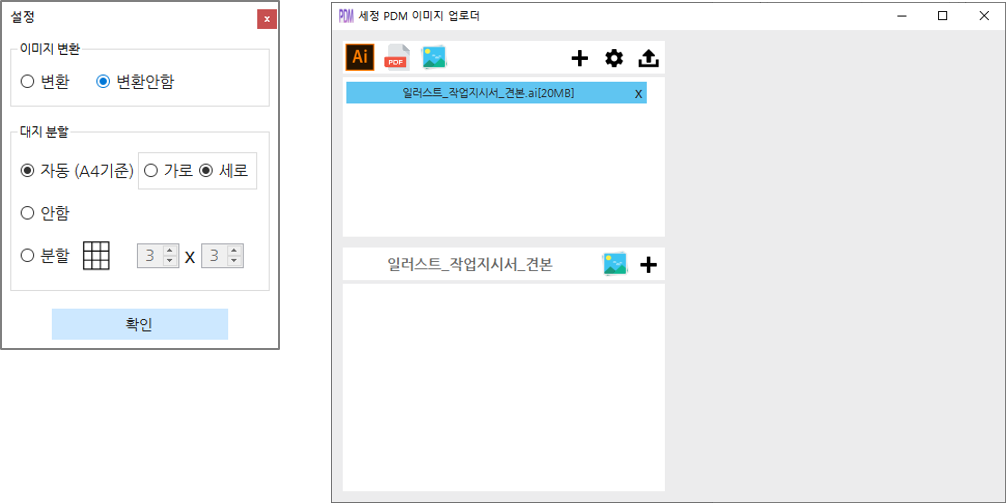 설정
x
이미지 변환
변환
변환안함
대지 분할
자동 (A4기준)
가로
세로
안함
분할
3 x 3
확인
PDM 세정 PDM 이미지 업로더
Ai
PDF
일러스트_작업지시서_견본.ai[20MB]
x
일러스트_작업지시서_견본